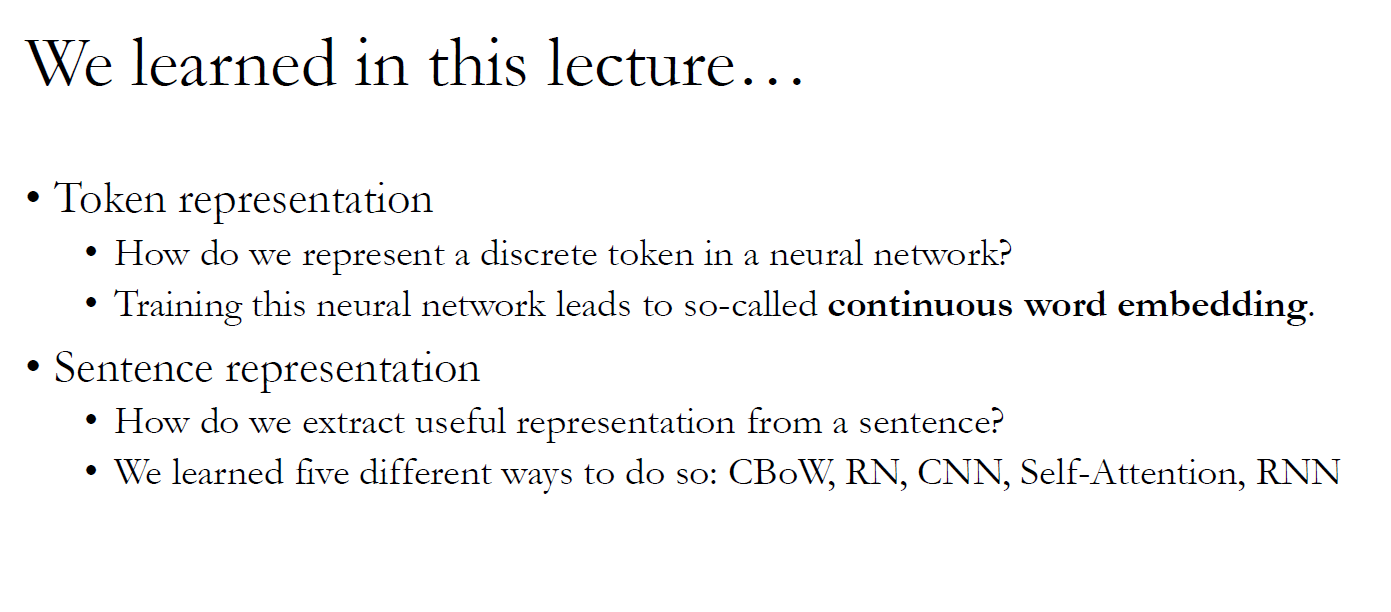 We learned in this lecture…
• Token representation
• How do we represent a discrete token in a neural network?
• Training this neural network leads to so-called continuous word embedding.
• Sentence representation
• How do we extract useful representation from a sentence?
• We learned five different ways to do so: CBoW, RN, CNN, Self-Attention, RNN